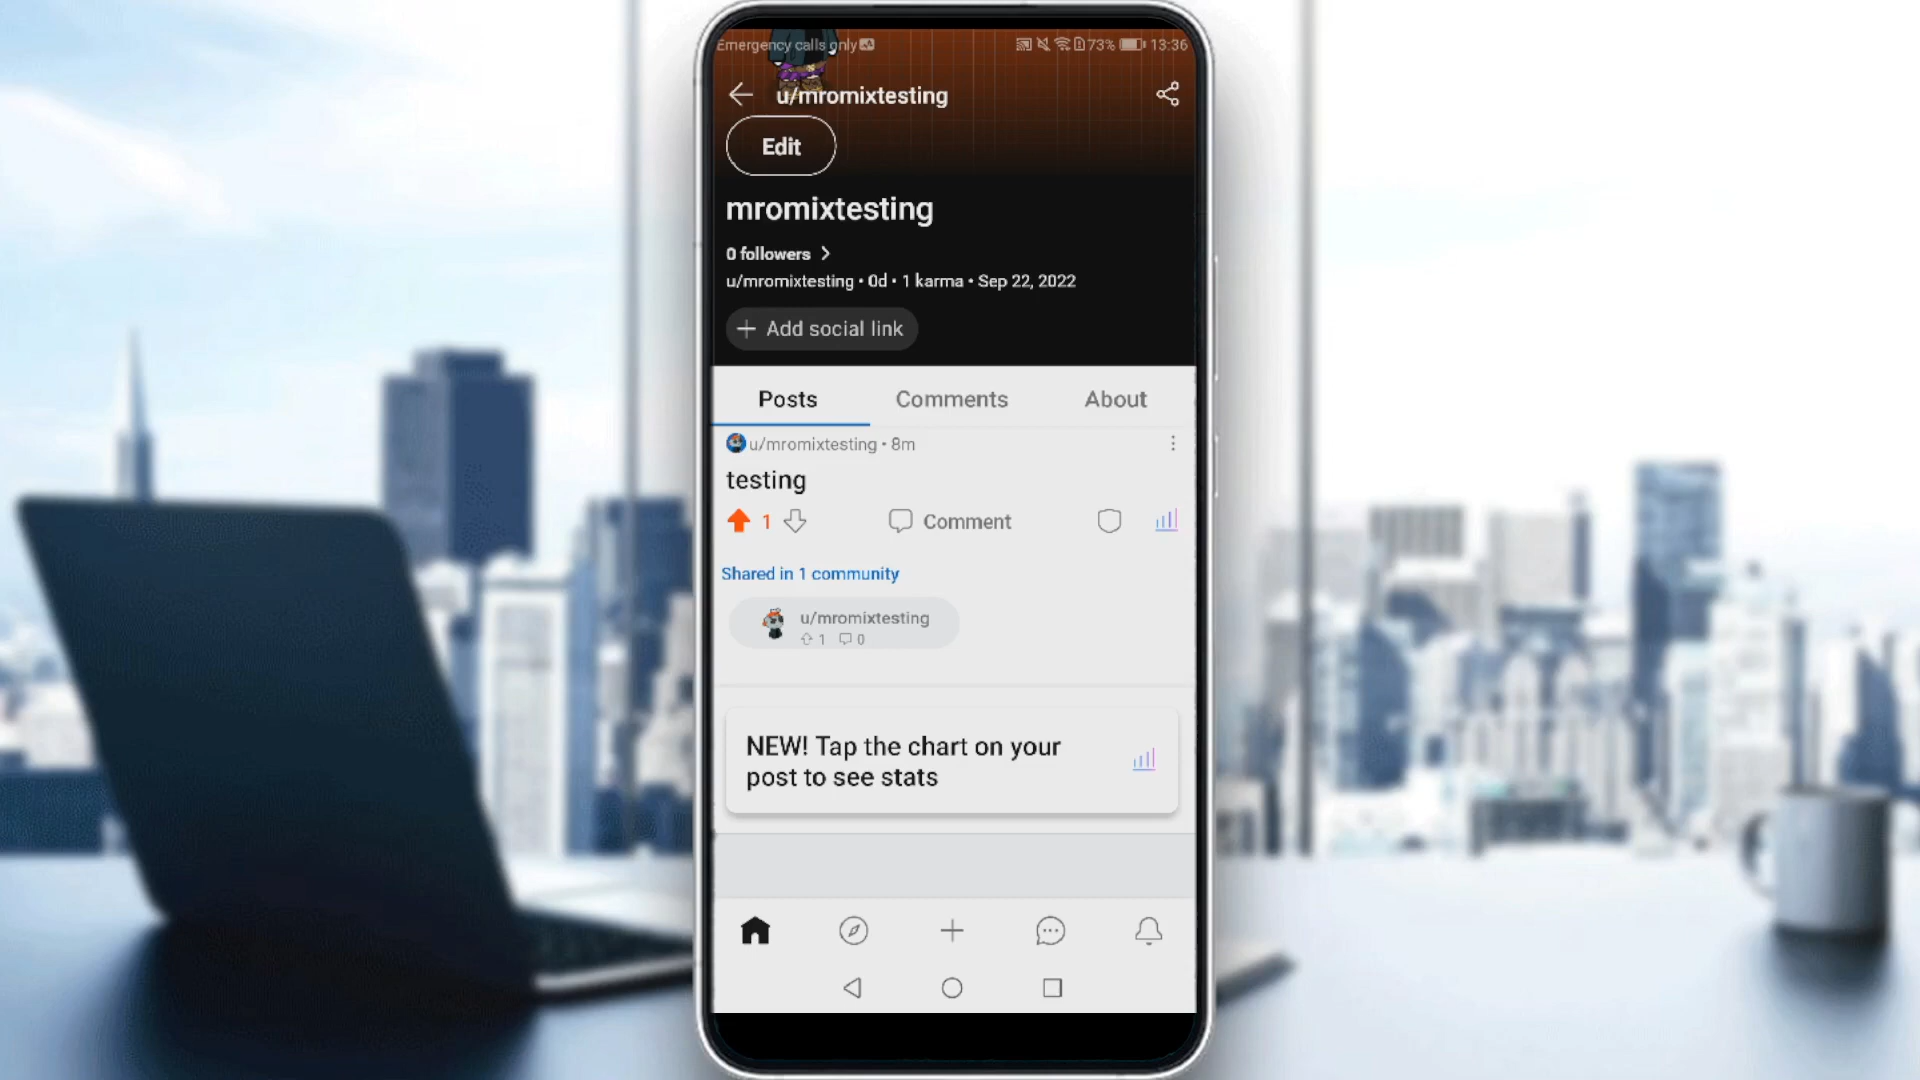 Emergency calls only 73% 13:36
u/mromixtesting
Edit
mromixtesting
0 followers
u/mromixtesting • 0d • 1 karma • Sep 22, 2022
+ Add social link
Posts Comments About
u/mromixtesting • 8m
testing
1 Comment
Shared in 1 community
u/mromixtesting
1 0
NEW! Tap the chart on your
post to see stats